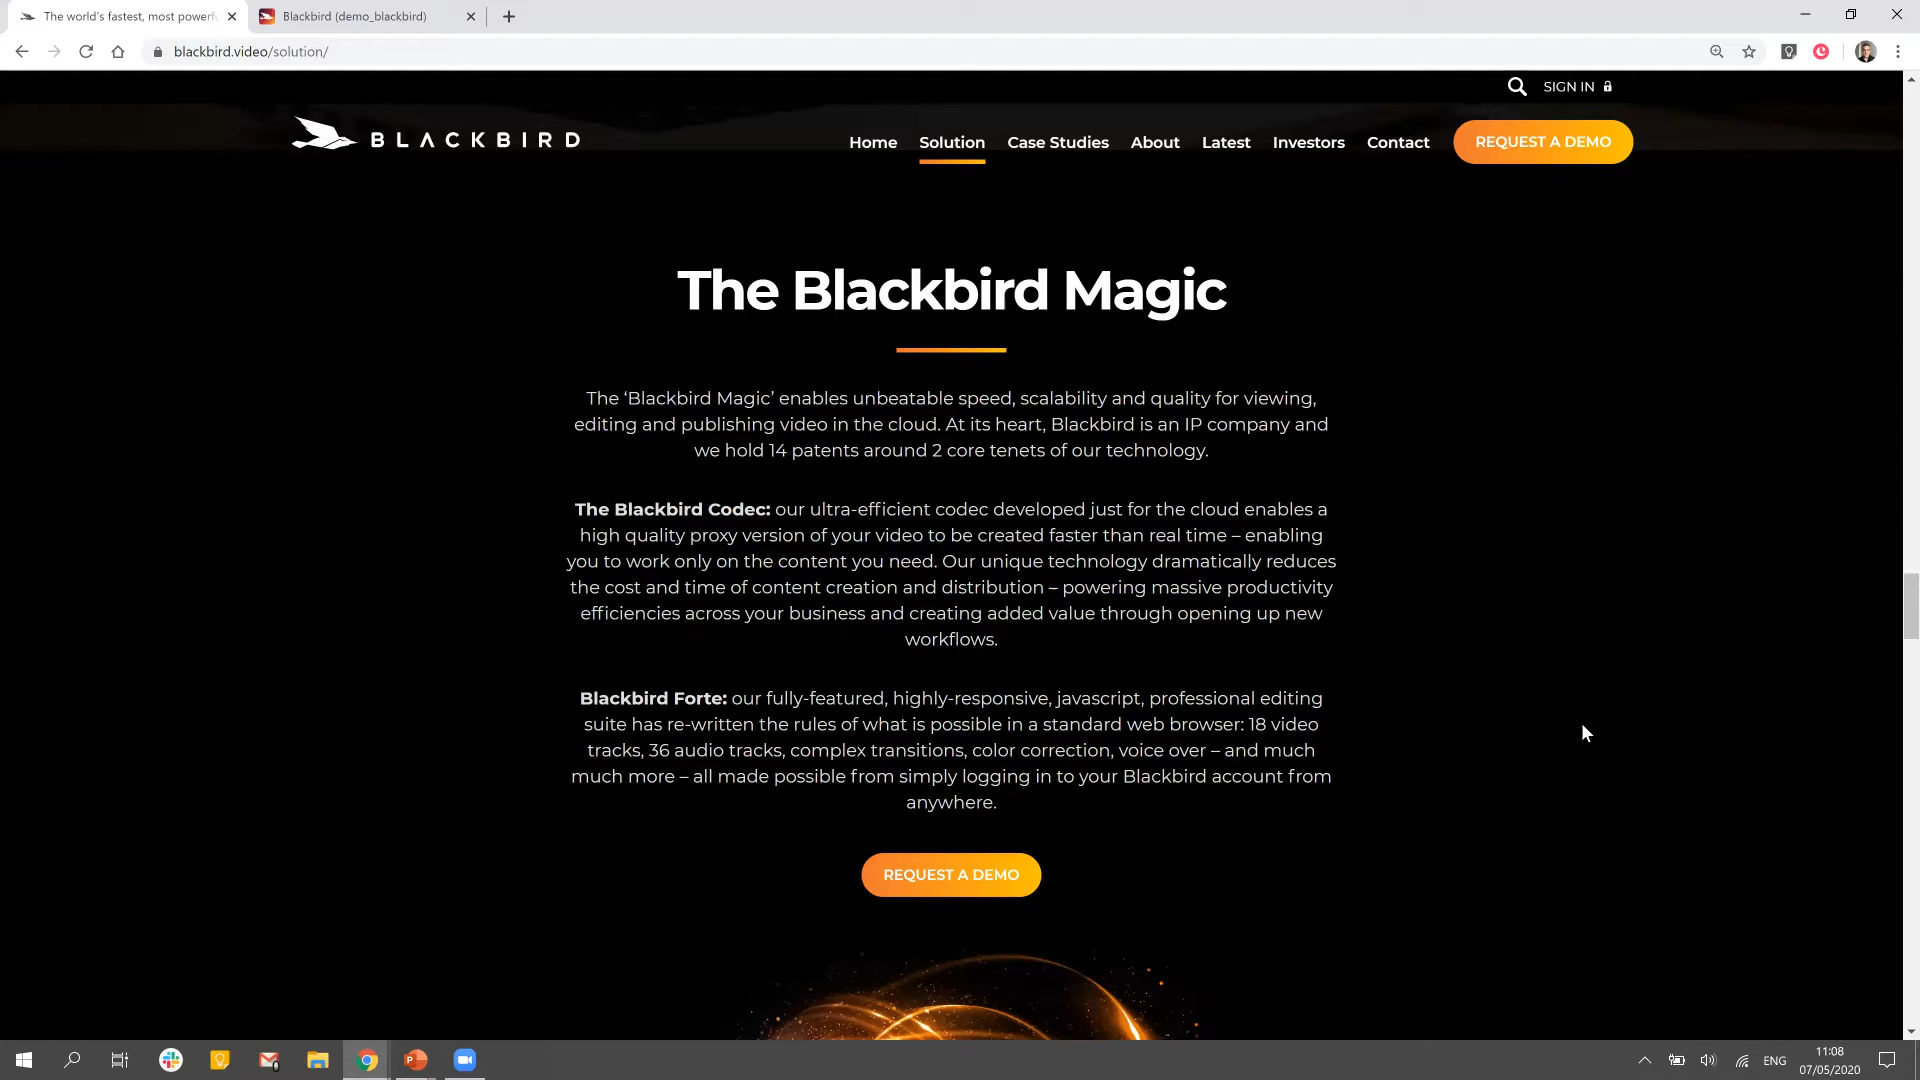 The world's fastest, most powerf
Blackbird (demo_blackbird)
blackbird.video/solution/
SIGN IN
BLACKBIRD
Home
Solution
Case Studies
About
Latest
Investors
Contact
REQUEST A DEMO
The Blackbird Magic
The ‘Blackbird Magic’ enables unbeatable speed, scalability and quality for viewing,
editing and publishing video in the cloud. At its heart, Blackbird is an IP company and
we hold 14 patents around 2 core tenets of our technology.
The Blackbird Codec: our ultra-efficient codec developed just for the cloud enables a
high quality proxy version of your video to be created faster than real time – enabling
you to work only on the content you need. Our unique technology dramatically reduces
the cost and time of content creation and distribution – powering massive productivity
efficiencies across your business and creating added value through opening up new
workflows.
Blackbird Forte: our fully-featured, highly-responsive, javascript, professional editing
suite has re-written the rules of what is possible in a standard web browser: 18 video
tracks, 36 audio tracks, complex transitions, color correction, voice over – and much
much more – all made possible from simply logging in to your Blackbird account from
anywhere.
REQUEST A DEMO
ENG
11:08
07/05/2020